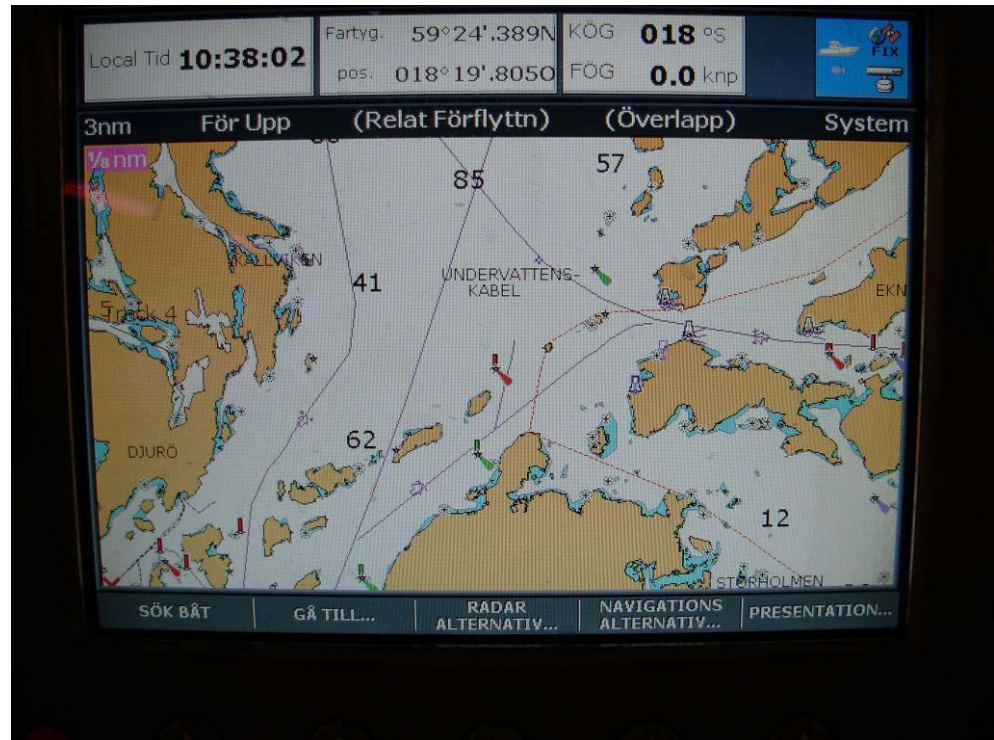 Local Tid 10:38:02
Fartyg. 59°24'.389N
pos. 018°19'.805O
KÖG 018 °S
FÖG 0.0 knp
FIX
3nm För Upp (Relat Förflyttn) (Överlapp) System
1/8 nm
85
57
KALLVIKEN
41
UNDERVATTENS-
KABEL
EKN
Track 4
62
DJURÖ
12
STORHOLMEN
SÖK BÅT
GÅ TILL...
RADAR
ALTERNATIV...
NAVIGATIONS
ALTERNATIV...
PRESENTATION...